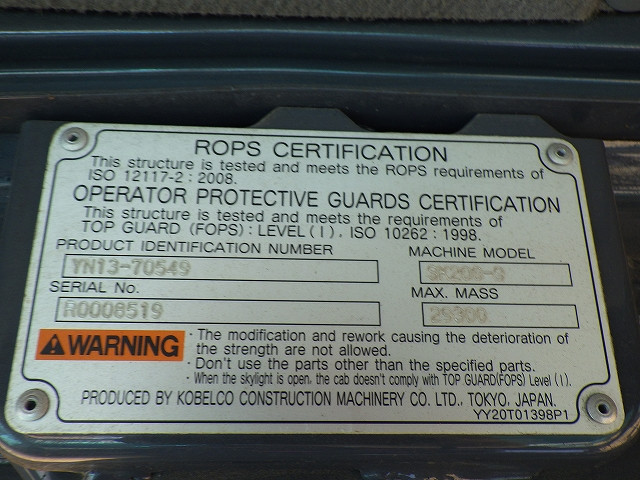 ROPS CERTIFICATION
This structure is tested and meets the ROPS requirements of
ISO 12117-2 : 2008.
OPERATOR PROTECTIVE GUARDS CERTIFICATION
This structure is tested and meets the requirements of
TOP GUARD (FOPS) : LEVEL (I), ISO 10262 : 1998.
PRODUCT IDENTIFICATION NUMBER
YN13-70549
MACHINE MODEL
SERIAL No.
R0008519
MAX. MASS
WARNING
· The modification and rework causing the deterioration of
the strength are not allowed.
· Don't use the parts other than the specified parts.
· When the skylight is open, the cab doesn't comply with TOP GUARD(FOPS) Level (I).
PRODUCED BY KOBELCO CONSTRUCTION MACHINERY CO. LTD., TOKYO, JAPAN.
YY20T01398P1